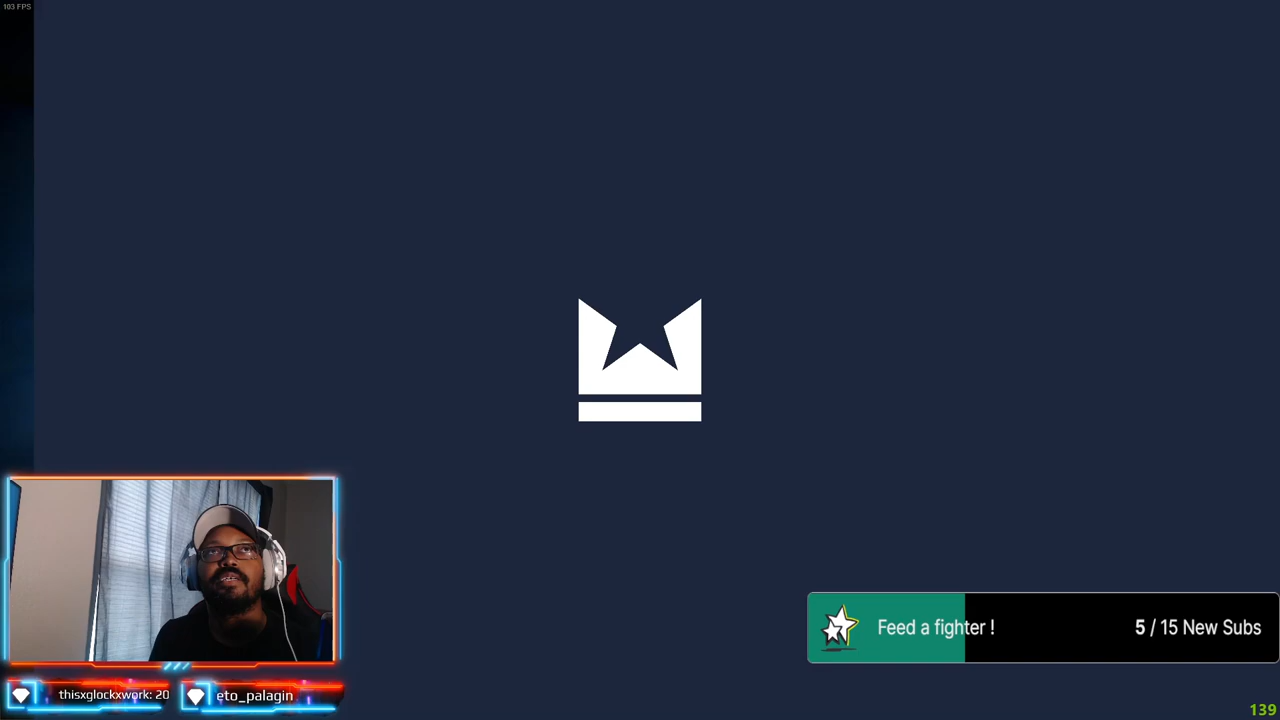 103 FPS
Feed a fighter !
5 / 15 New Subs
thisxglockxwork: 20
eto_palagin
139